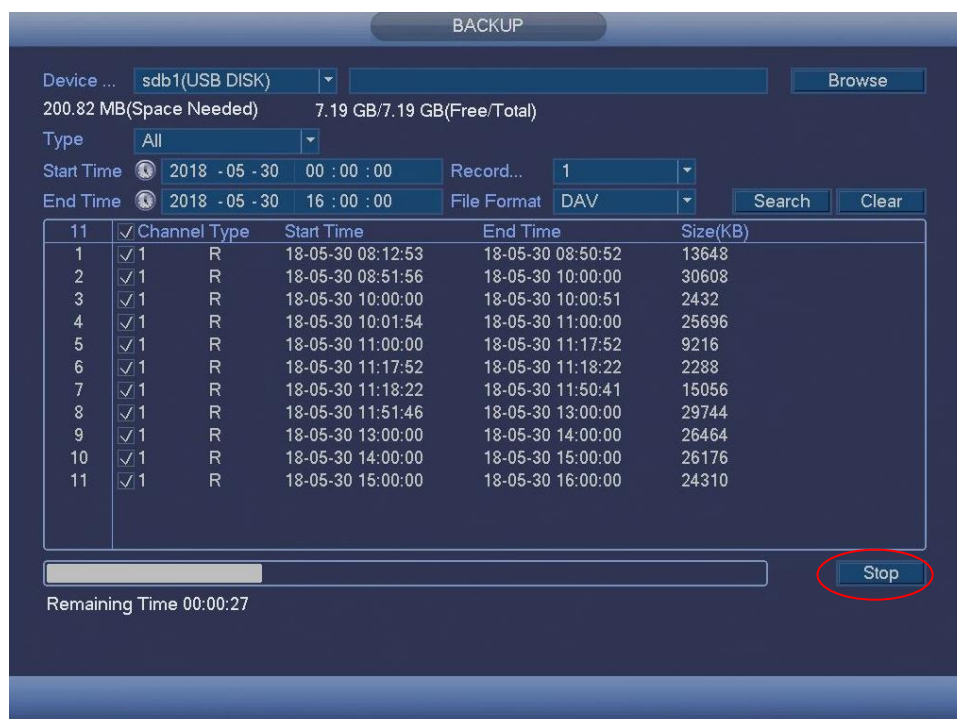 BACKUP
Device ... sdb1(USB DISK) Browse
200.82 MB(Space Needed) 7.19 GB/7.19 GB(Free/Total)
Type All
Start Time 2018 - 05 - 30 00 : 00 : 00 Record... 1
End Time 2018 - 05 - 30 16 : 00 : 00 File Format DAV Search Clear
11 Channel Type Start Time End Time Size(KB)
1 1 R 18-05-30 08:12:53 18-05-30 08:50:52 13648
2 1 R 18-05-30 08:51:56 18-05-30 10:00:00 30608
3 1 R 18-05-30 10:00:00 18-05-30 10:00:51 2432
4 1 R 18-05-30 10:01:54 18-05-30 11:00:00 25696
5 1 R 18-05-30 11:00:00 18-05-30 11:17:52 9216
6 1 R 18-05-30 11:17:52 18-05-30 11:18:22 2288
7 1 R 18-05-30 11:18:22 18-05-30 11:50:41 15056
8 1 R 18-05-30 11:51:46 18-05-30 13:00:00 29744
9 1 R 18-05-30 13:00:00 18-05-30 14:00:00 26464
10 1 R 18-05-30 14:00:00 18-05-30 15:00:00 26176
11 1 R 18-05-30 15:00:00 18-05-30 16:00:00 24310
Stop
Remaining Time 00:00:27